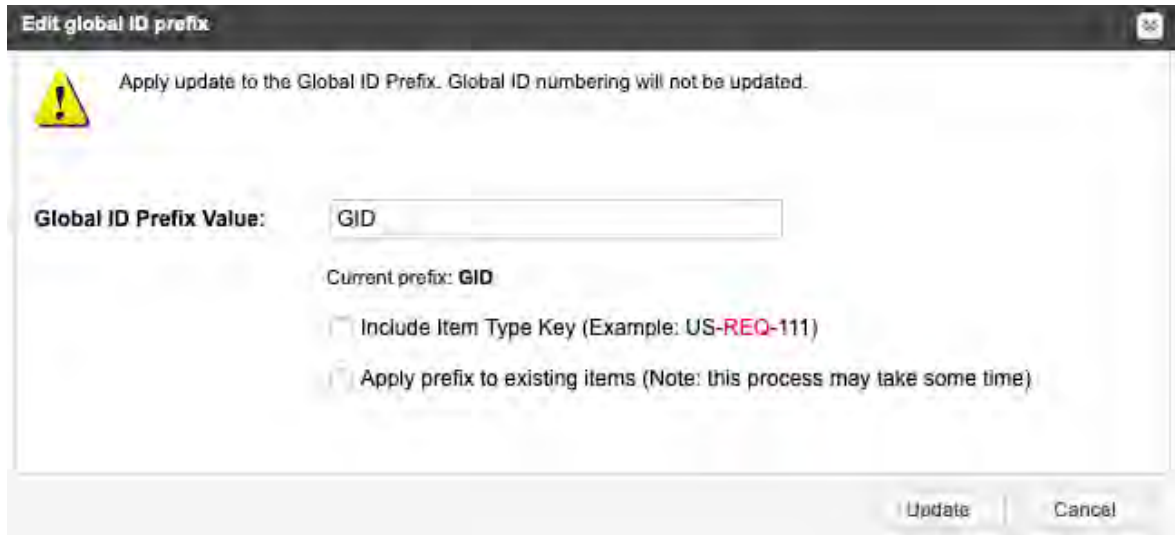 Edit global ID prefix
Apply update to the Global ID Prefix. Global ID numbering will not be updated.
Global ID Prefix Value:
GID
Current prefix: GID
Include Item Type Key (Example: US-REQ-111)
Apply prefix to existing items (Note: this process may take some time)
Update
Cancel